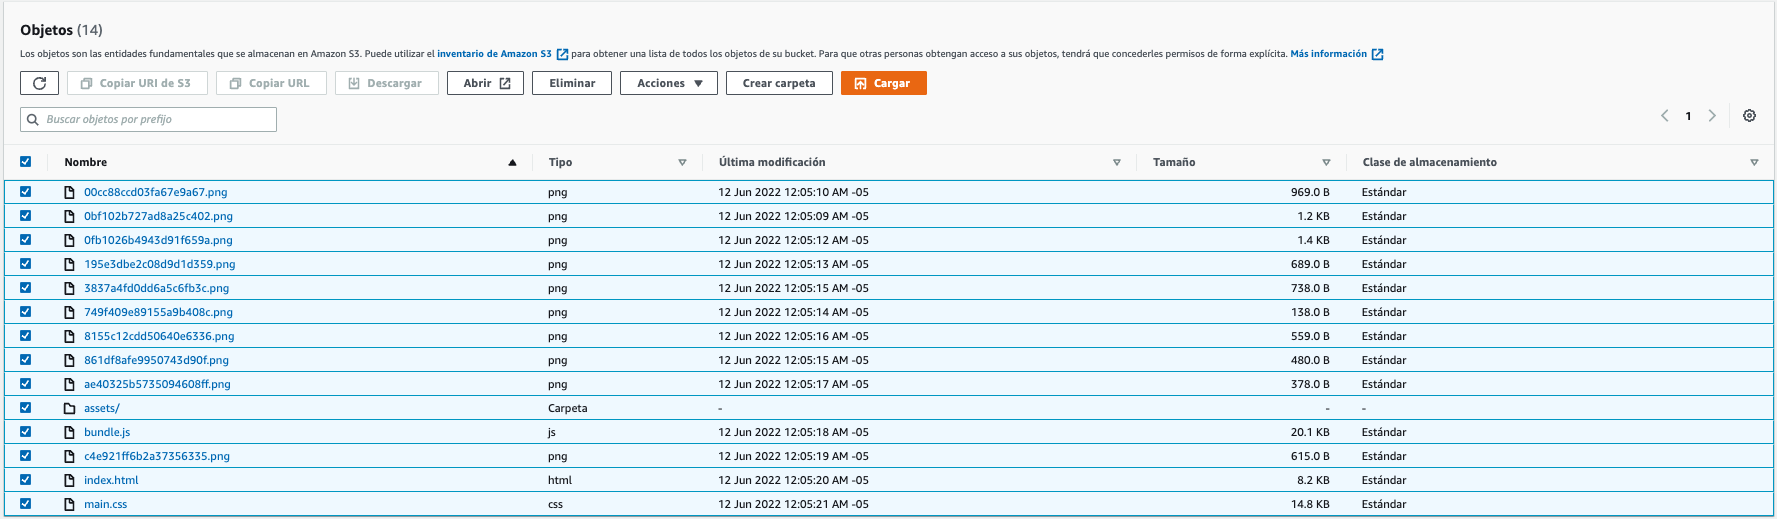 Objetos (14)
Los objetos son las entidades fundamentales que se almacenan en Amazon S3. Puede utilizar el inventario de Amazon S3 para obtener una lista de todos los objetos de su bucket. Para que otras personas obtengan acceso a sus objetos, tendrá que concederles permisos de forma explícita. Más información
Copiar URI de S3 Copiar URL Descargar Abrir Eliminar Acciones Crear carpeta Cargar
Buscar objetos por prefijo 1
Nombre Tipo Última modificación Tamaño Clase de almacenamiento
00cc88ccd03fa67e9a67.png png 12 Jun 2022 12:05:10 AM -05 969.0 B Estándar
0bf102b727ad8a25c402.png png 12 Jun 2022 12:05:09 AM -05 1.2 KB Estándar
0fb1026b4943d91f659a.png png 12 Jun 2022 12:05:12 AM -05 1.4 KB Estándar
195e3dbe2c08d9d1d359.png png 12 Jun 2022 12:05:13 AM -05 689.0 B Estándar
3837a4fd0dd6a5c6fb3c.png png 12 Jun 2022 12:05:15 AM -05 738.0 B Estándar
749f409e89155a9b408c.png png 12 Jun 2022 12:05:14 AM -05 138.0 B Estándar
8155c12cdd50640e6336.png png 12 Jun 2022 12:05:16 AM -05 559.0 B Estándar
861df8afe9950743d90f.png png 12 Jun 2022 12:05:15 AM -05 480.0 B Estándar
ae40325b5735094608ff.png png 12 Jun 2022 12:05:17 AM -05 378.0 B Estándar
assets/ Carpeta - - -
bundle.js js 12 Jun 2022 12:05:18 AM -05 20.1 KB Estándar
c4e921ff6b2a37356335.png png 12 Jun 2022 12:05:19 AM -05 615.0 B Estándar
index.html html 12 Jun 2022 12:05:20 AM -05 8.2 KB Estándar
main.css css 12 Jun 2022 12:05:21 AM -05 14.8 KB Estándar